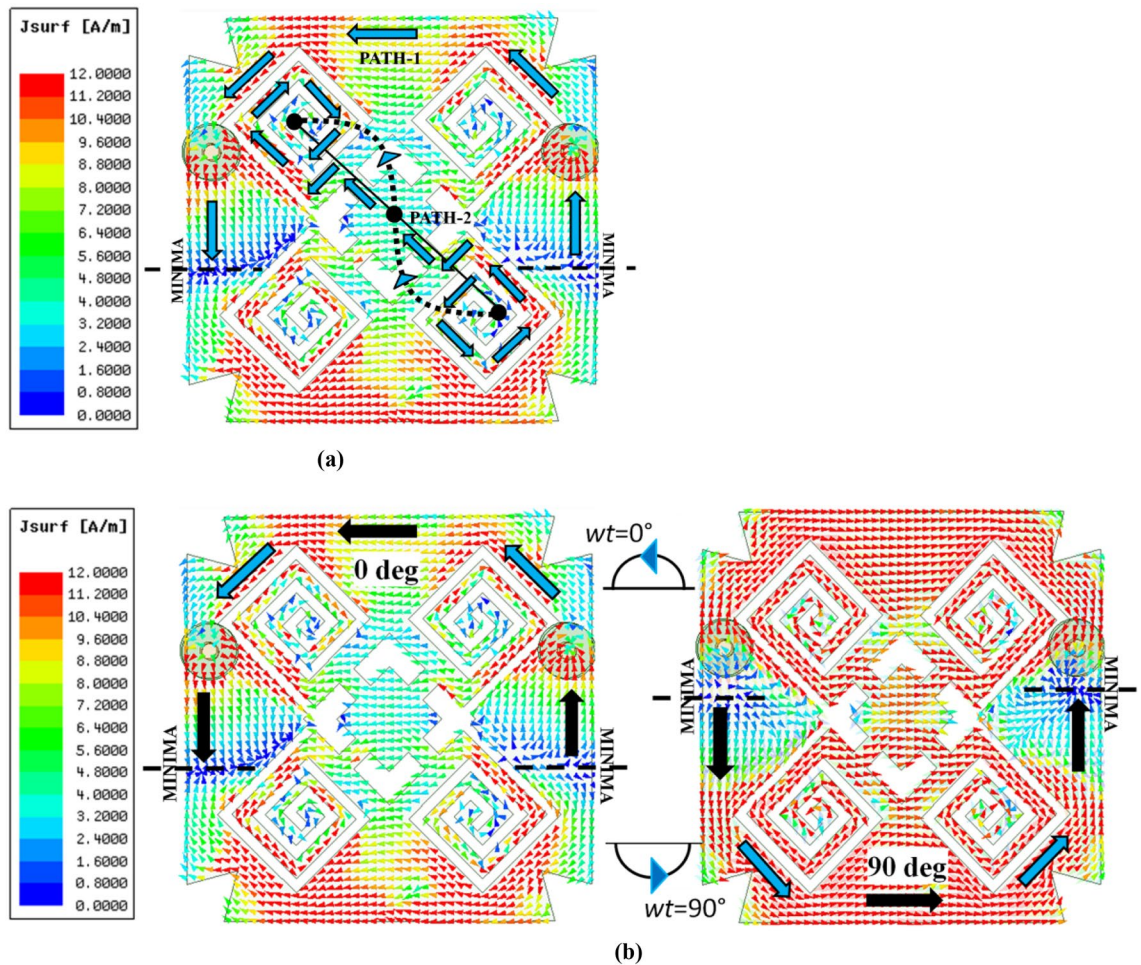 Jsurf [A/m]
12.0000
11.2000
10.4000
9.6000
8.8000
8.0000
7.2000
6.4000
5.6000
4.8000
4.0000
3.2000
2.4000
1.6000
0.8000
0.0000
PATH-1
PATH-2
MINIMA
MINIMA
(a)
Jsurf [A/m]
12.0000
11.2000
10.4000
9.6000
8.8000
8.0000
7.2000
6.4000
5.6000
4.8000
4.0000
3.2000
2.4000
1.6000
0.8000
0.0000
0 deg
MINIMA
MINIMA
wt=0°
wt=90°
MINIMA
MINIMA
90 deg
(b)